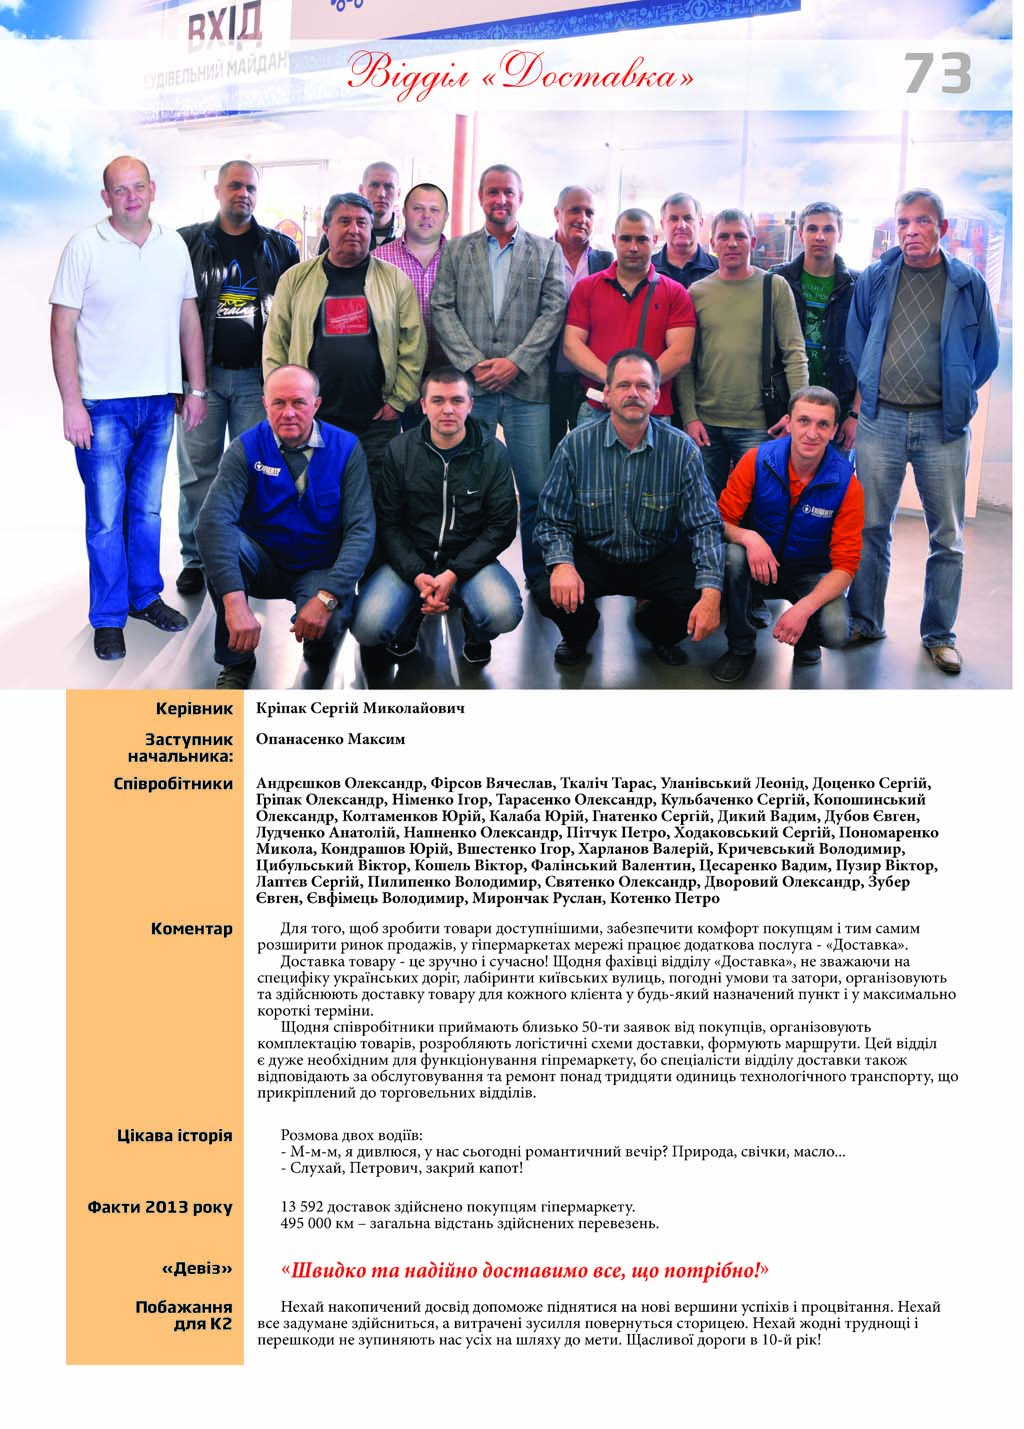 ВХІД
БУДІВЕЛЬНИЙ МАЙДАН
Відділ «Доставка»
73
Керівник
Кріпак Сергій Миколайович
Заступник
начальника:
Опанасенко Максим
Співробітники
Андрєшков Олександр, Фірсов Вячеслав, Ткаліч Тарас, Уланівський Леонід, Доценко Сергій,
Гріпак Олександр, Німенко Ігор, Тарасенко Олександр, Кульбаченко Сергій, Копошинський
Олександр, Колтаменков Юрій, Калаба Юрій, Гнатенко Сергій, Дикий Вадим, Дубов Євген,
Лудченко Анатолій, Напненко Олександр, Пітчук Петро, Ходаковський Сергій, Пономаренко
Микола, Кондрашов Юрій, Вшестенко Ігор, Харланов Валерій, Кричевський Володимир,
Цибульський Віктор, Кошель Віктор, Фалінський Валентин, Цесаренко Вадим, Пузир Віктор,
Лаптєв Сергій, Пилипенко Володимир, Святенко Олександр, Дворовий Олександр, Зубер
Євген, Євфімець Володимир, Мирончак Руслан, Котенко Петро
Коментар
Для того, щоб зробити товари доступнішими, забезпечити комфорт покупцям і тим самим
розширити ринок продажів, у гіпермаркетах мережі працює додаткова послуга - «Доставка».
Доставка товару - це зручно і сучасно! Щодня фахівці відділу «Доставка», не зважаючи на
специфіку українських доріг, лабіринти київських вулиць, погодні умови та затори, організовують
та здійснюють доставку товару для кожного клієнта у будь-який назначений пункт і у максимально
короткі терміни.
Щодня співробітники приймають близько 50-ти заявок від покупців, організовують
комплектацію товарів, розробляють логістичні схеми доставки, формують маршрути. Цей відділ
є дуже необхідним для функціонування гіпремаркету, бо спеціалісти відділу доставки також
відповідають за обслуговування та ремонт понад тридцяти одиниць технологічного транспорту, що
прикріплений до торговельних відділів.
Цікава історія
Розмова двох водіїв:
- М-м-м, я дивлюся, у нас сьогодні романтичний вечір? Природа, свічки, масло...
- Слухай, Петрович, закрий капот!
Факти 2013 року
13 592 доставок здійснено покупцям гіпермаркету.
495 000 км – загальна відстань здійснених перевезень.
«Девіз»
«Швидко та надійно доставимо все, що потрібно!»
Побажання
для К2
Нехай накопичений досвід допоможе піднятися на нові вершини успіхів і процвітання. Нехай
все задумане здійсниться, а витрачені зусилля повернуться сторицею. Нехай жодні труднощі і
перешкоди не зупиняють нас усіх на шляху до мети. Щасливої дороги в 10-й рік!